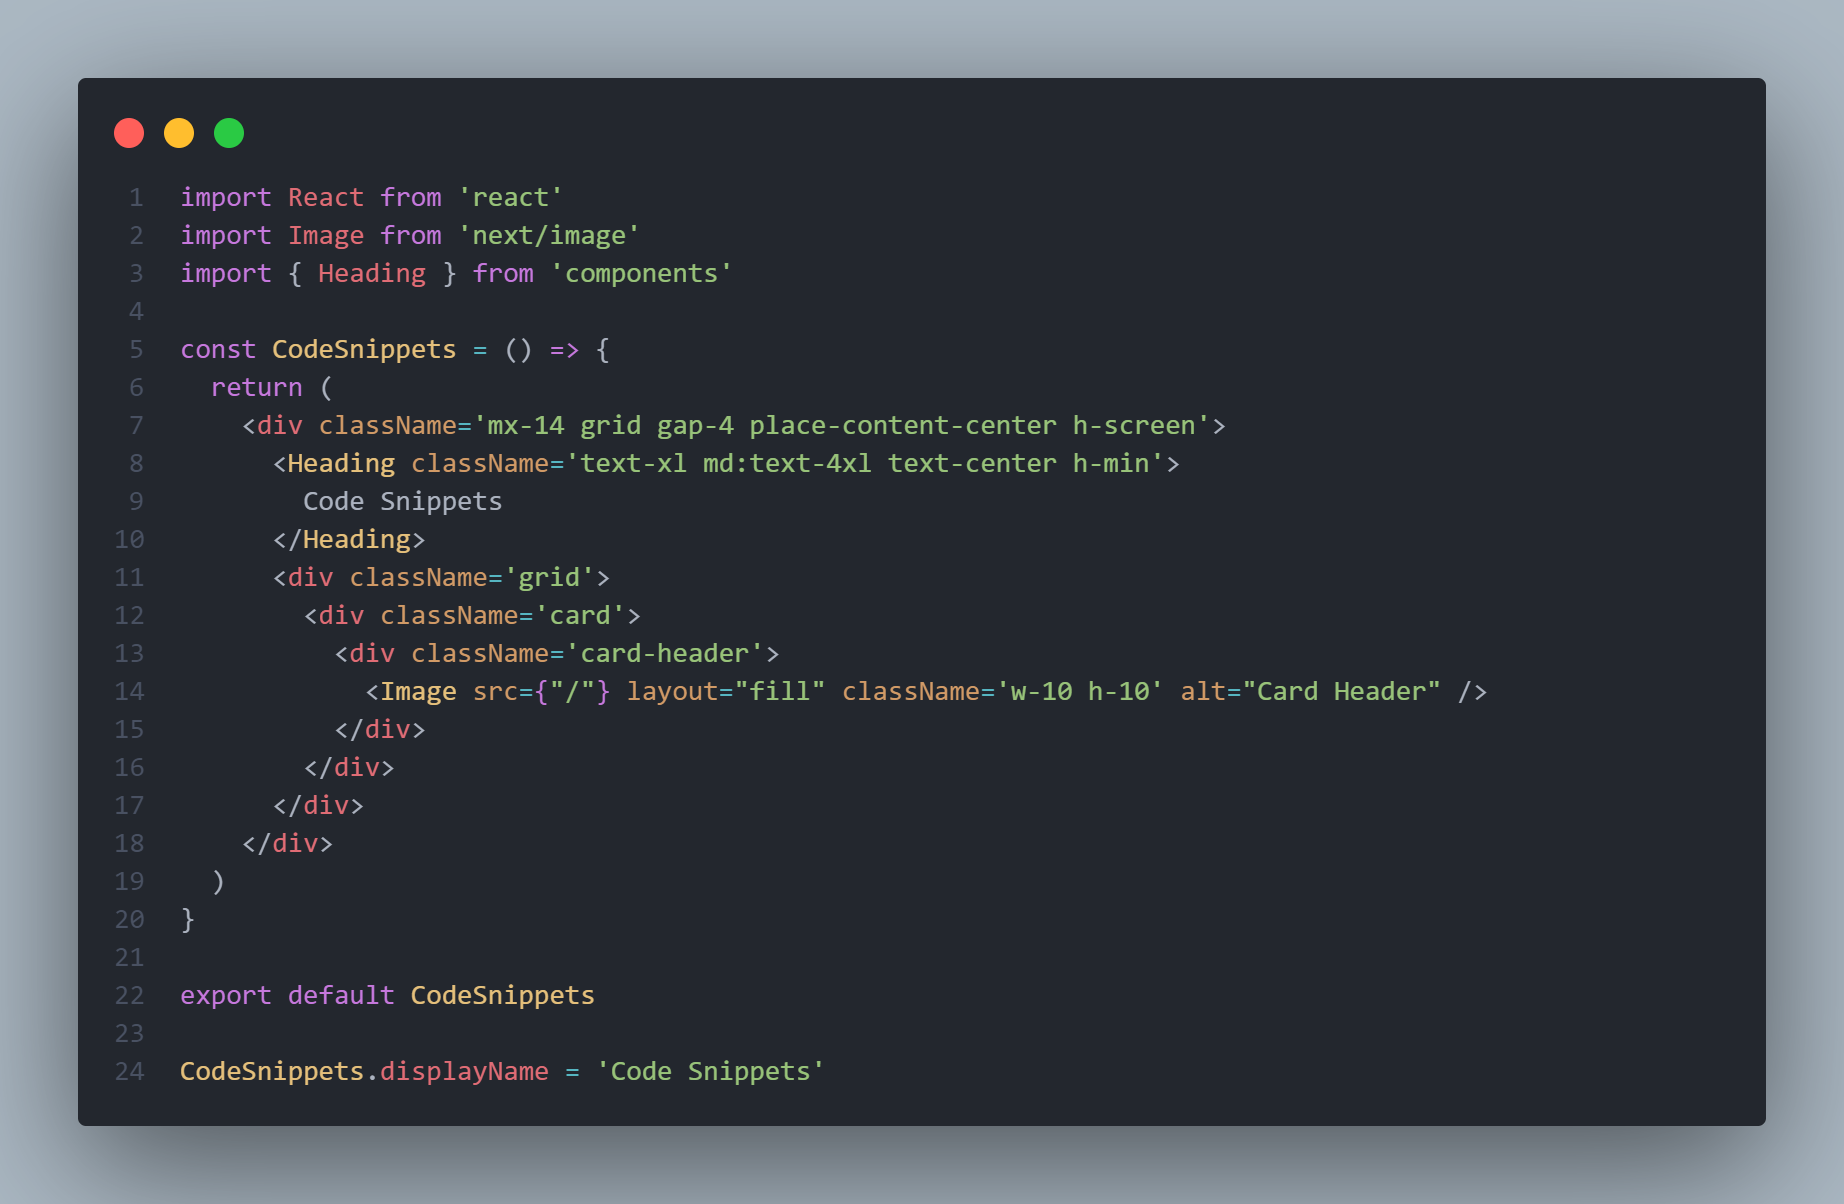 1 import React from 'react'
2 import Image from 'next/image'
3 import { Heading } from 'components'
4
5 const CodeSnippets = () => {
6   return (
7     <div className='mx-14 grid gap-4 place-content-center h-screen'>
8       <Heading className='text-xl md:text-4xl text-center h-min'>
9         Code Snippets
10       </Heading>
11       <div className='grid'>
12         <div className='card'>
13           <div className='card-header'>
14             <Image src={"/"} layout="fill" className='w-10 h-10' alt="Card Header" />
15           </div>
16         </div>
17       </div>
18     </div>
19   )
20 }
21
22 export default CodeSnippets
23
24 CodeSnippets.displayName = 'Code Snippets'